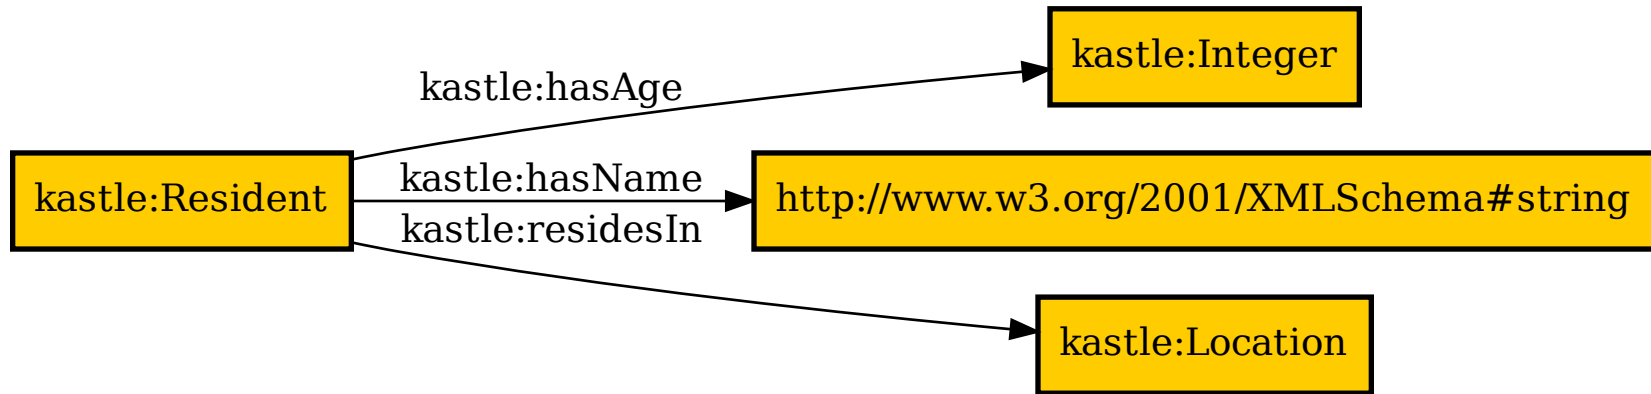 kastle:Integer
kastle:hasAge
kastle:hasName
kastle:Resident
http://www.w3.org/2001/XMLSchema#string
kastle:residesIn
kastle:Location